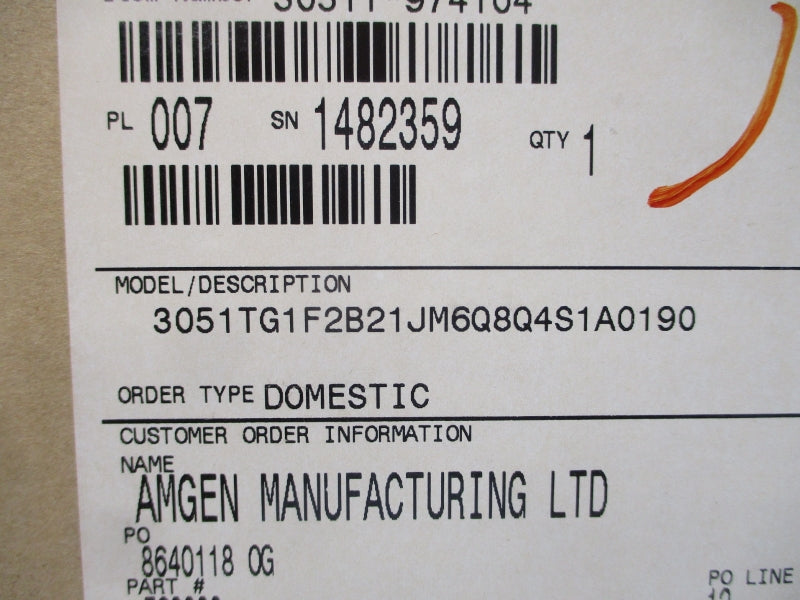 PL 007 SN 1482359 QTY 1
MODEL/DESCRIPTION
3051TG1F2B21JM6Q8Q4S1A0190
ORDER TYPE DOMESTIC
CUSTOMER ORDER INFORMATION
NAME
AMGEN MANUFACTURING LTD
PO
8640118 OG
PART # PO LINE
10